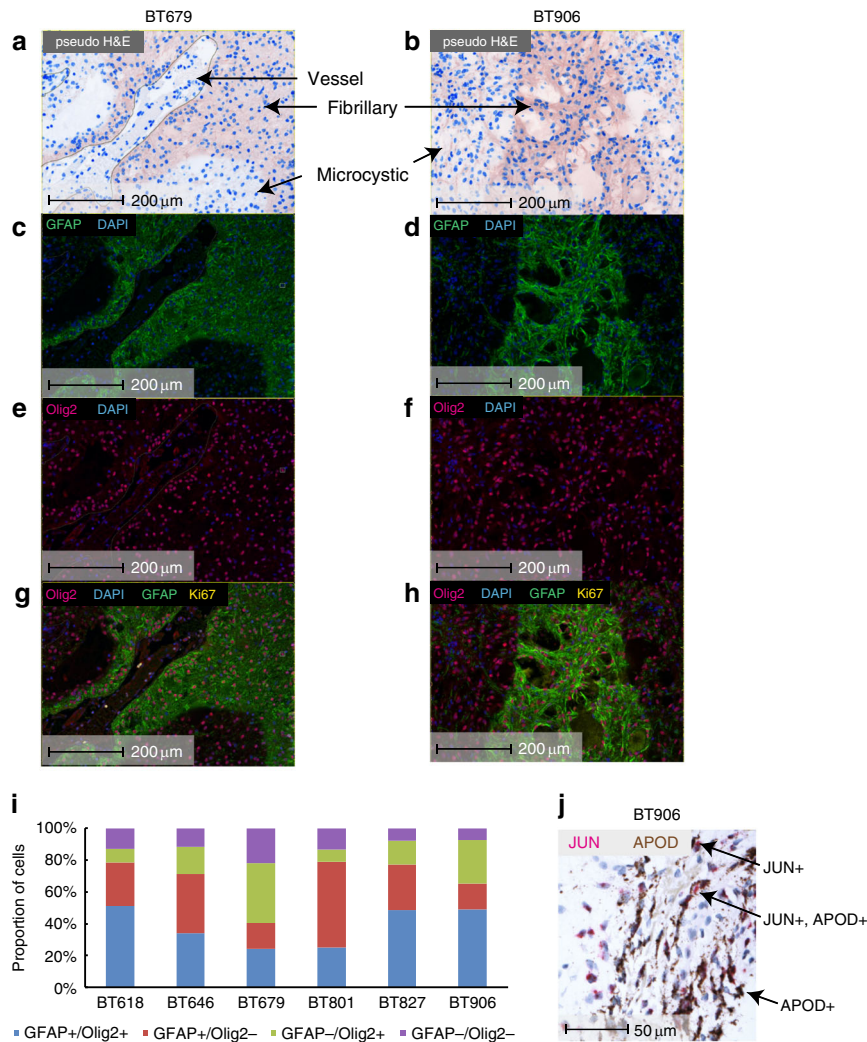 BT679
BT906
a
pseudo H&E
b
pseudo H&E
Vessel
Fibrillary
Microcystic
200 μm
200 μm
c
GFAP DAPI
d
GFAP DAPI
200 μm
200 μm
e
Olig2 DAPI
f
Olig2 DAPI
200 μm
200 μm
g
Olig2 DAPI GFAP Ki67
h
Olig2 DAPI GFAP Ki67
200 μm
200 μm
i
Proportion of cells
100%
80%
60%
40%
20%
0%
BT618 BT646 BT679 BT801 BT827 BT906
GFAP+/Olig2+ GFAP+/Olig2– GFAP–/Olig2+ GFAP–/Olig2–
j
BT906
JUN APOD
JUN+
JUN+, APOD+
APOD+
50 μm